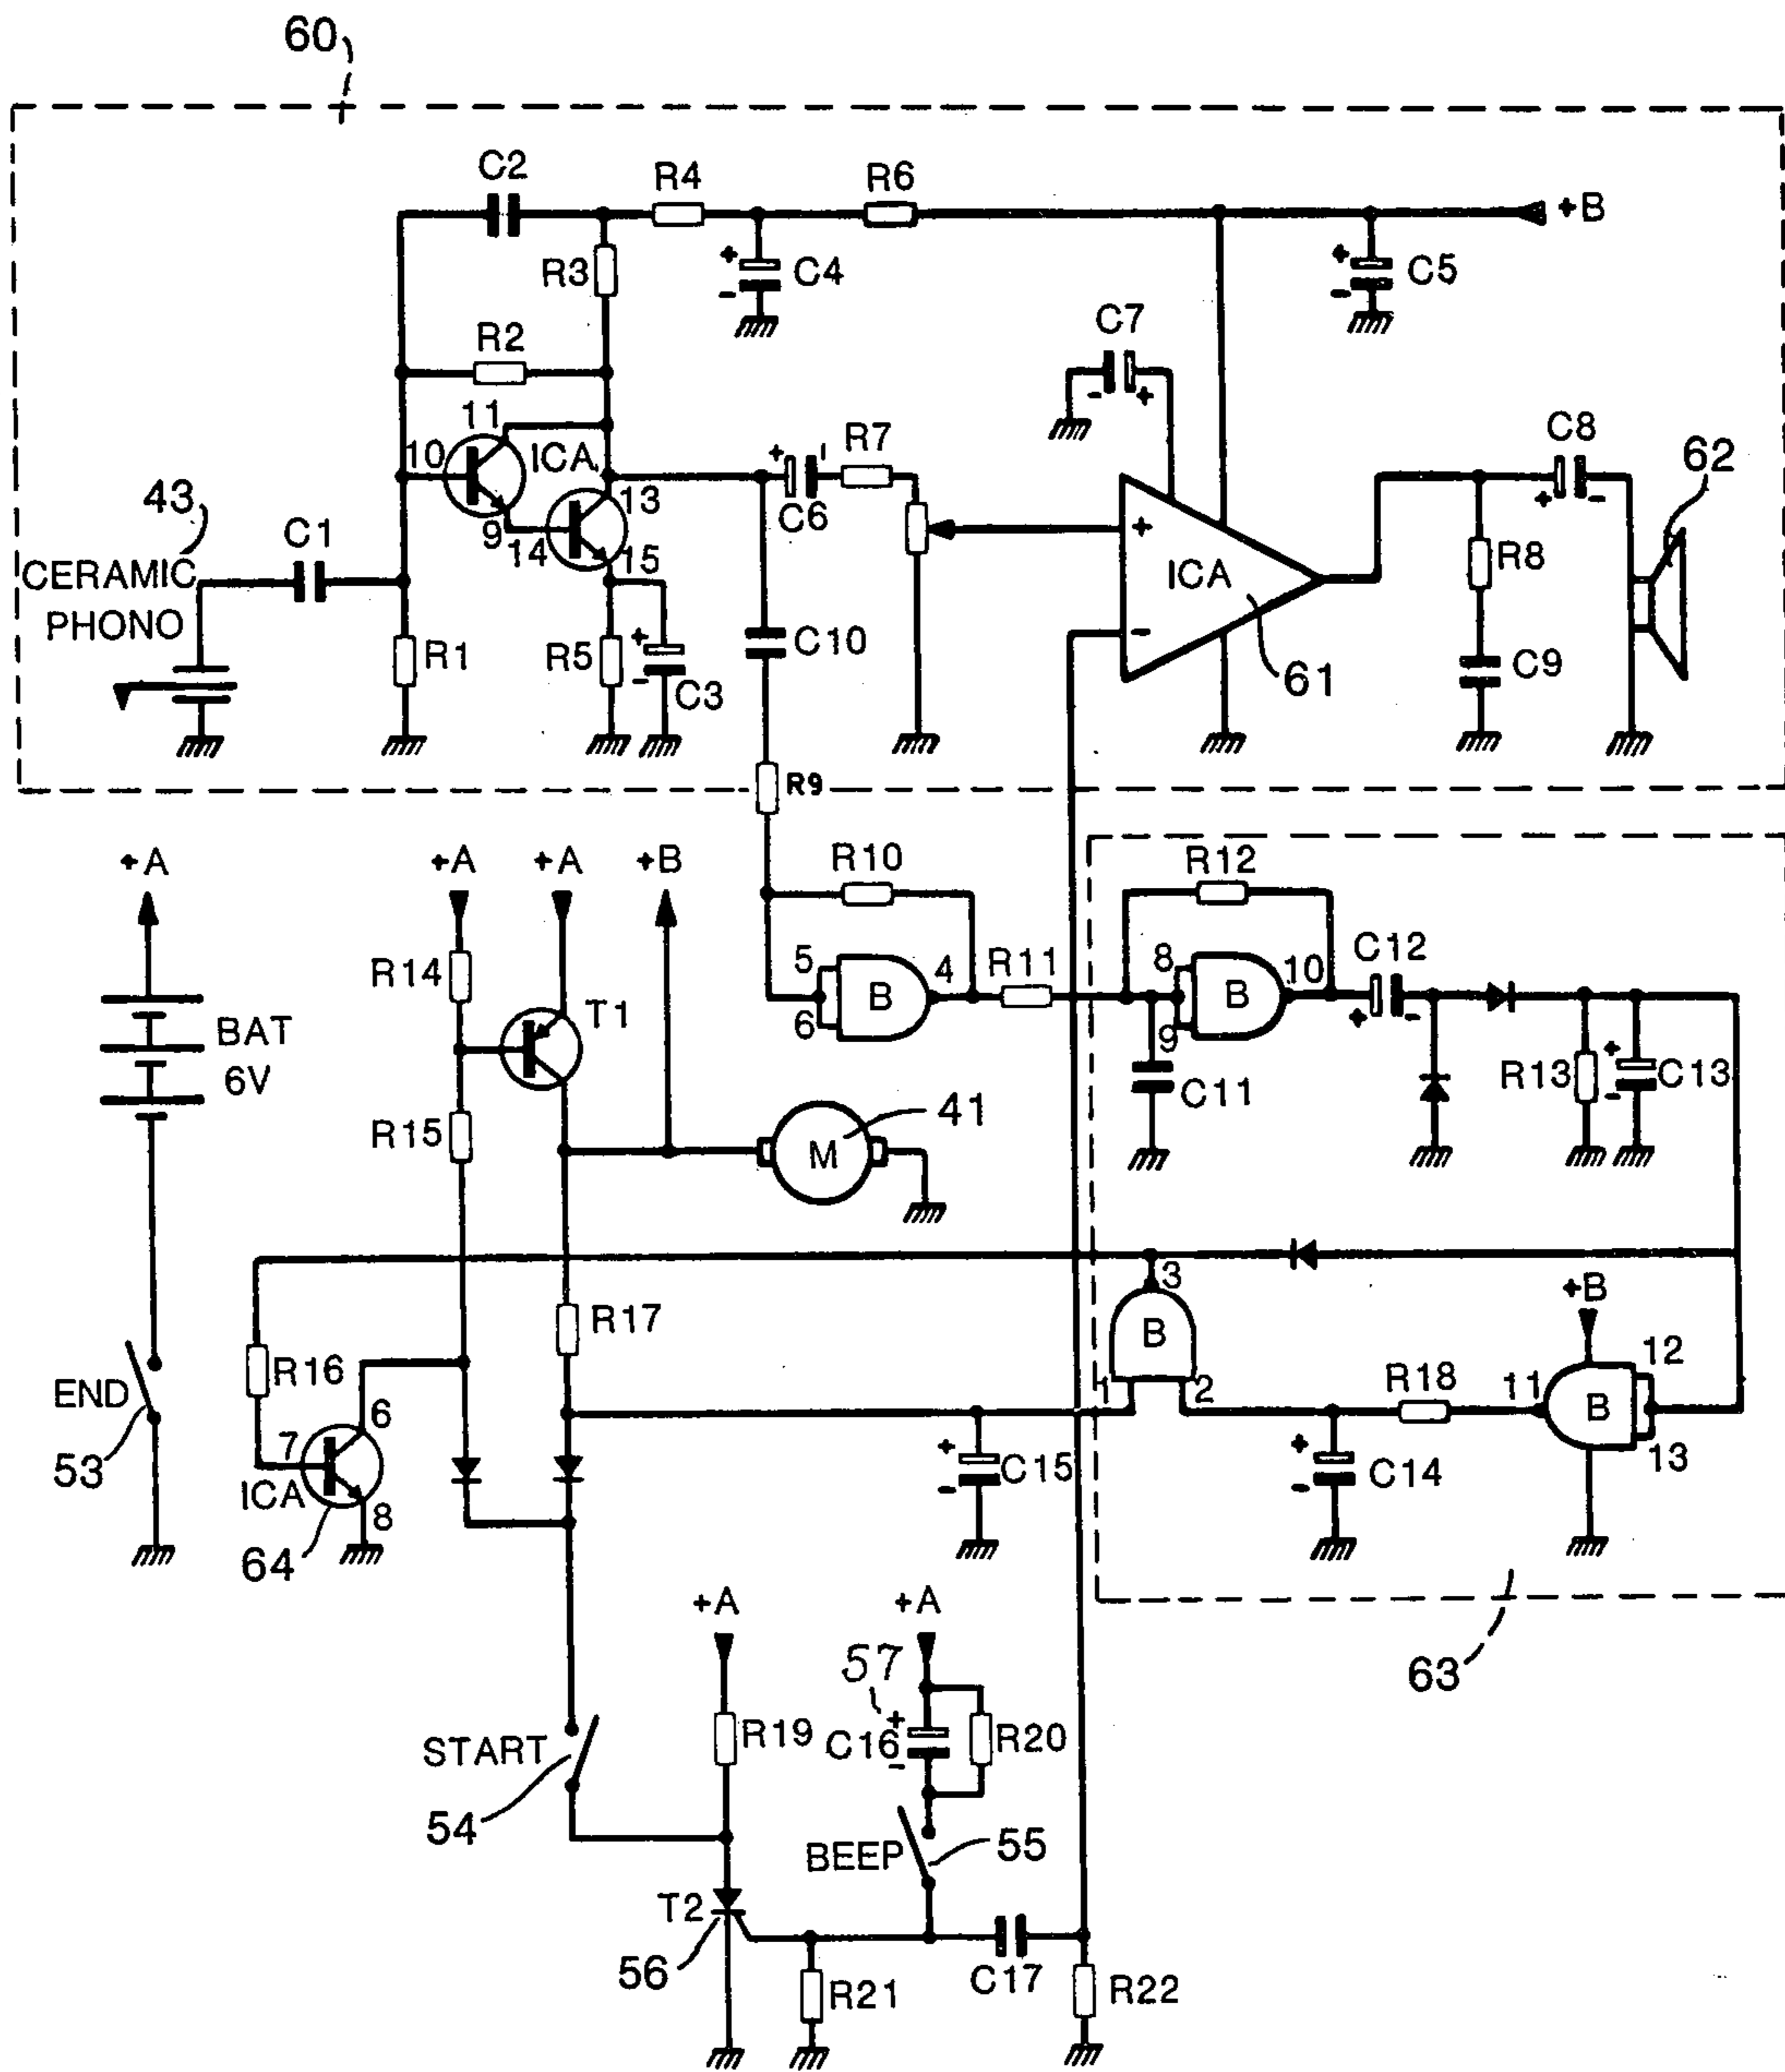 60
C2
R4
R6
+B
R3
+
-
C4
+
-
C5
C7
-
+
R2
11
10
ICA
+
-
R7
C8
+
-
62
43
13
C6
9
14
15
+
-
ICA
R8
CERAMIC
PHONO
C1
R1
R5
+
-
C3
C10
61
C9
R9
+A
+A
+A
+B
R10
R12
R14
5
6
B
4
R11
8
9
B
10
C12
+
-
T1
BAT
6V
R15
C11
R13
+
-
C13
M
41
3
+B
R17
B
12
R16
1
2
R18
11
B
13
END
53
6
7
ICA
8
64
+
-
C15
+
-
C14
+A
+A
57
63
START
54
R19
+
C16
-
R20
BEEP
55
T2
56
R21
C17
R22